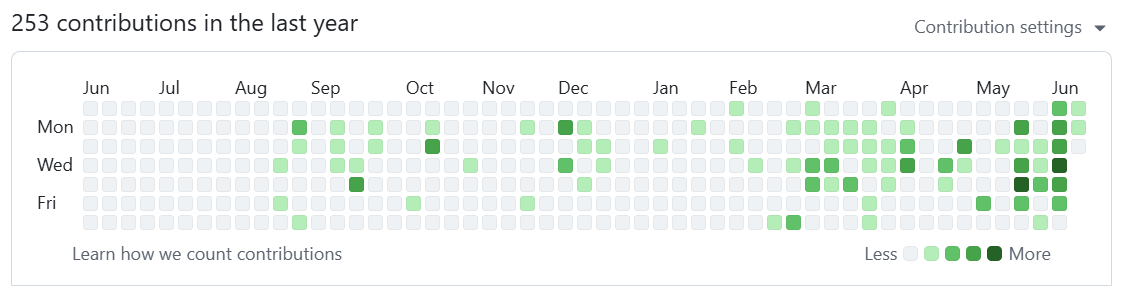 253 contributions in the last year
Contribution settings
Jun Jul Aug Sep Oct Nov Dec Jan Feb Mar Apr May Jun
Mon
Wed
Fri
Learn how we count contributions
Less More